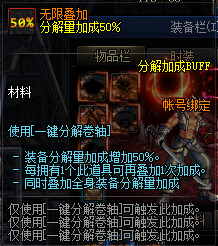 50%
无限叠加
分解量加成50%
装备栏(I
物品栏
时装
分解加成BUFF
材料
帐号绑定
使用[一键分解卷轴]
- 装备分解量加成增加50%。
- 每拥有1个此道具可再叠加1次加成。
- 同时叠加全身装备分解量加成
仅使用[一键分解卷轴]可触发此加成。
仅使用[一键分解卷轴]可触发此加成。